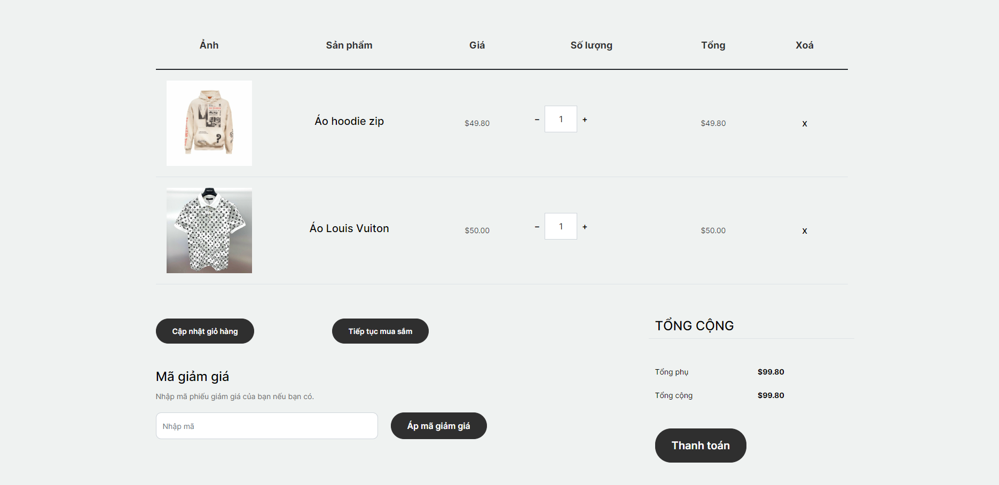 Ảnh Sản phẩm Giá Số lượng Tổng Xoá
Áo hoodie zip $49.80 − 1 + $49.80 x
Áo Louis Vuiton $50.00 − 1 + $50.00 x
Cập nhật giỏ hàng Tiếp tục mua sắm
Mã giảm giá
Nhập mã phiếu giảm giá của bạn nếu bạn có.
Nhập mã Áp mã giảm giá
TỔNG CỘNG
Tổng phụ $99.80
Tổng cộng $99.80
Thanh toán